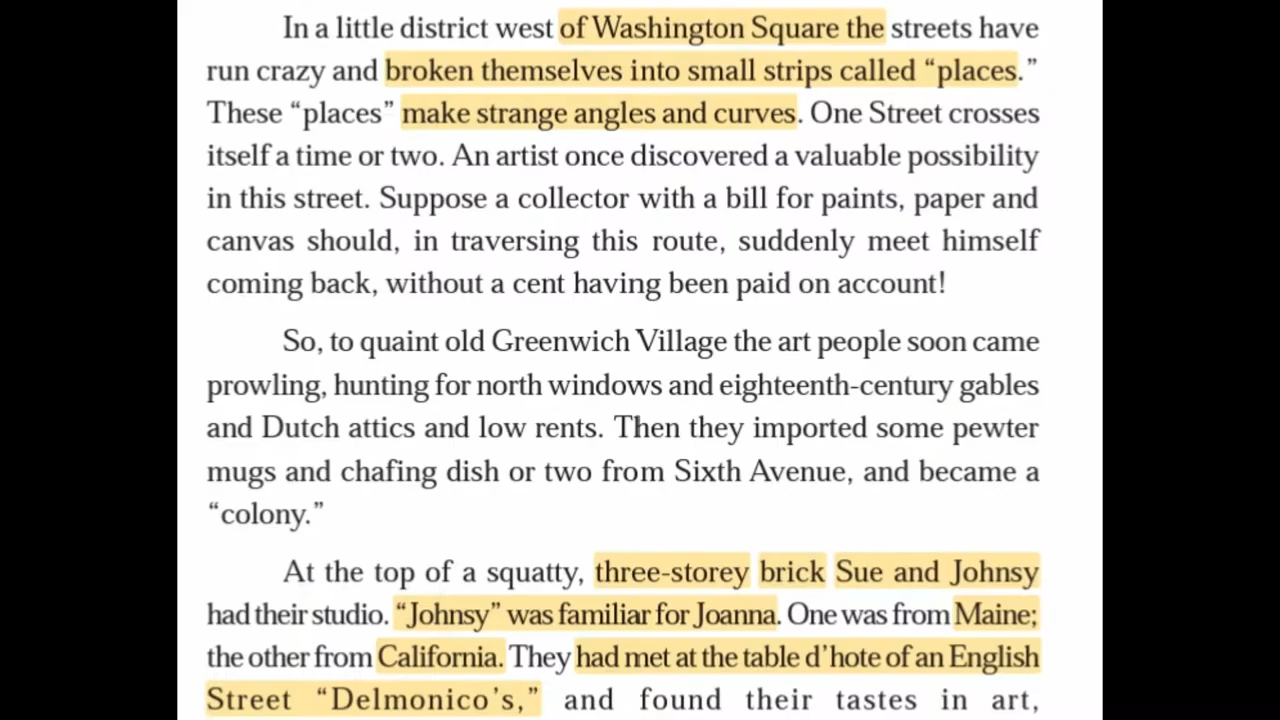 In a little district west of Washington Square the streets have
run crazy and broken themselves into small strips called “places.”
These “places” make strange angles and curves. One Street crosses
itself a time or two. An artist once discovered a valuable possibility
in this street. Suppose a collector with a bill for paints, paper and
canvas should, in traversing this route, suddenly meet himself
coming back, without a cent having been paid on account!
So, to quaint old Greenwich Village the art people soon came
prowling, hunting for north windows and eighteenth-century gables
and Dutch attics and low rents. Then they imported some pewter
mugs and chafing dish or two from Sixth Avenue, and became a
“colony.”
At the top of a squatty, three-storey brick Sue and Johnsy
had their studio. “Johnsy” was familiar for Joanna. One was from Maine;
the other from California. They had met at the table d’hote of an English
Street “Delmonico’s,” and found their tastes in art,